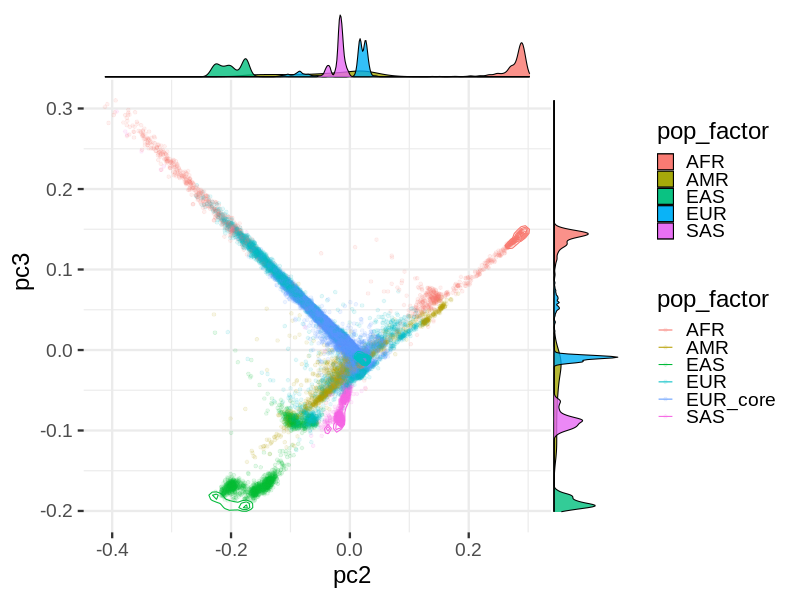 pop_factor
AFR
AMR
EAS
EUR
SAS
pop_factor
AFR
AMR
EAS
EUR
EUR_core
SAS
0.3
0.2
0.1
0.0
-0.1
-0.2
pc3
-0.4
-0.2
0.0
0.2
pc2